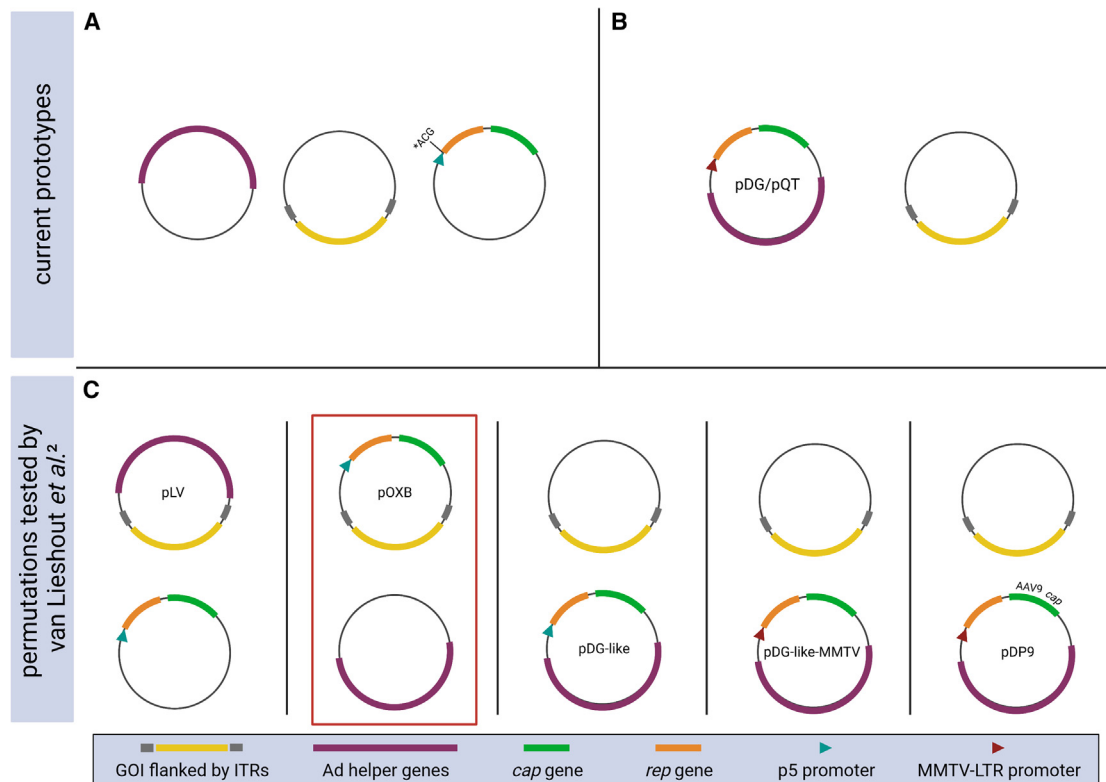 A
B
current prototypes
*ACG
pDG/pQT
C
permutations tested by
van Lieshout et al.²
pLV
pOXB
pDG-like
pDG-like-MMTV
AAV9 cap
pDP9
GOI flanked by ITRs
Ad helper genes
cap gene
rep gene
p5 promoter
MMTV-LTR promoter